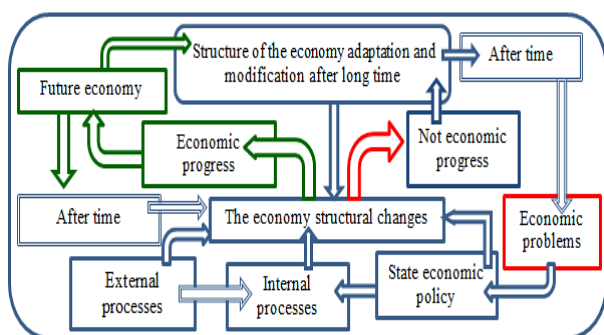 Structure of the economy adaptation and
modification after long time
After time
Future economy
Economic
progress
Not economic
progress
After time
The economy structural changes
Economic
problems
External
processes
Internal
processes
State economic
policy